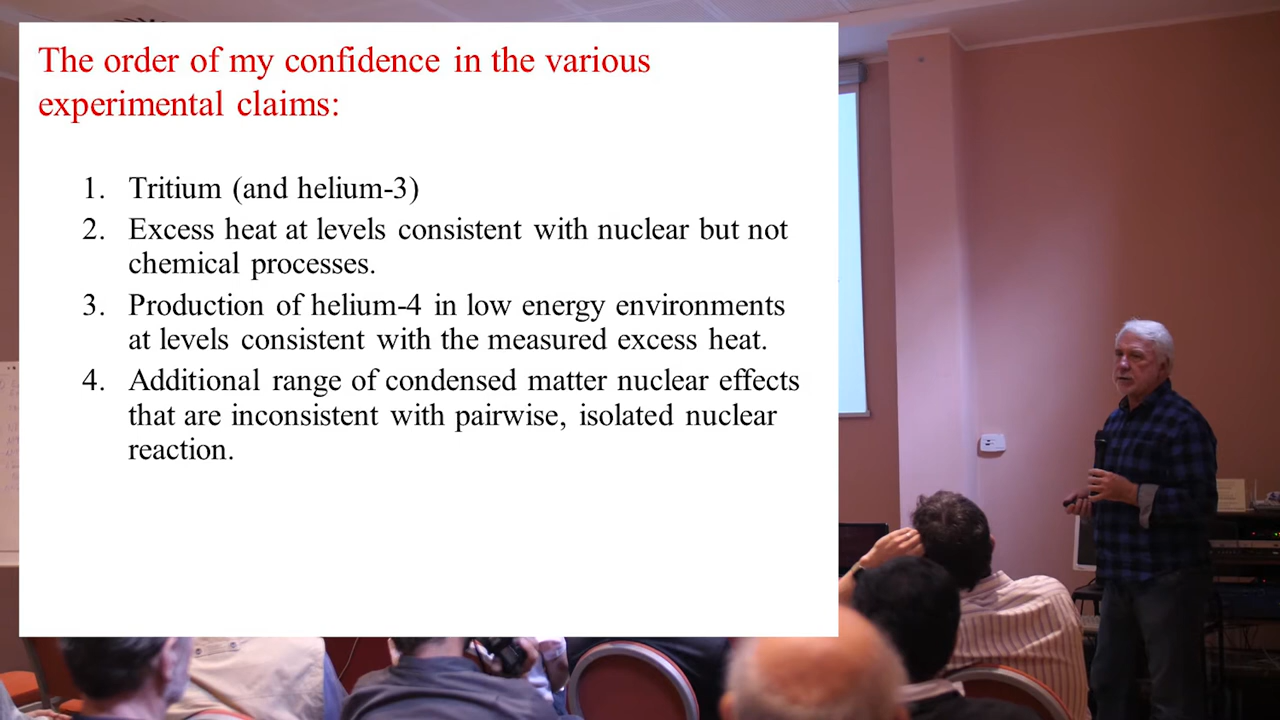 The order of my confidence in the various
experimental claims:
1. Tritium (and helium-3)
2. Excess heat at levels consistent with nuclear but not
chemical processes.
3. Production of helium-4 in low energy environments
at levels consistent with the measured excess heat.
4. Additional range of condensed matter nuclear effects
that are inconsistent with pairwise, isolated nuclear
reaction.